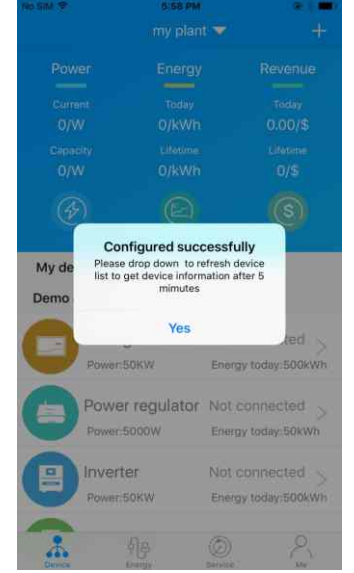 No SIM 5:58 PM
my plant
Power Energy Revenue
Current Today Today
0/W 0/kWh 0.00/$
Capacity Lifetime Lifetime
0/W 0/kWh 0/$
$
Configured successfully
Please drop down to refresh device
list to get device information after 5
mimutes
Yes
My de
Demo
ted
Power:50KW Energy today:500kWh
Power regulator Not connected
Power:5000W Energy today:50kWh
Inverter Not connected
Power:50KW Energy today:500kWh
Device Energy Service Me